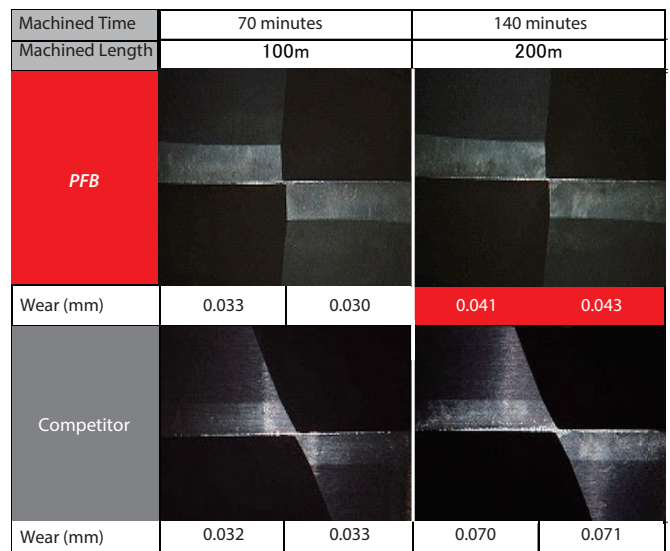 Machined Time 70 minutes 140 minutes
Machined Length 100m 200m
PFB
Wear (mm) 0.033 0.030 0.041 0.043
Competitor
Wear (mm) 0.032 0.033 0.070 0.071